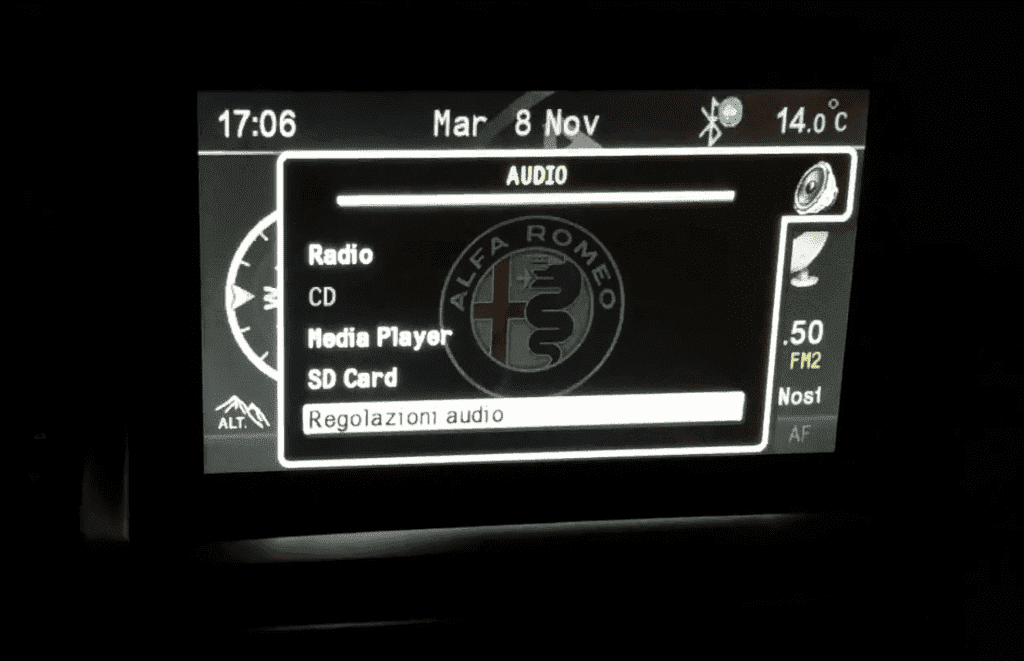 17:06 Mar 8 Nov 14.0°C
AUDIO
Radio
CD
Media Player
SD Card
Regolazioni audio
ALFA ROMEO
W
ALT.
.50
FM2
Nosta
AF